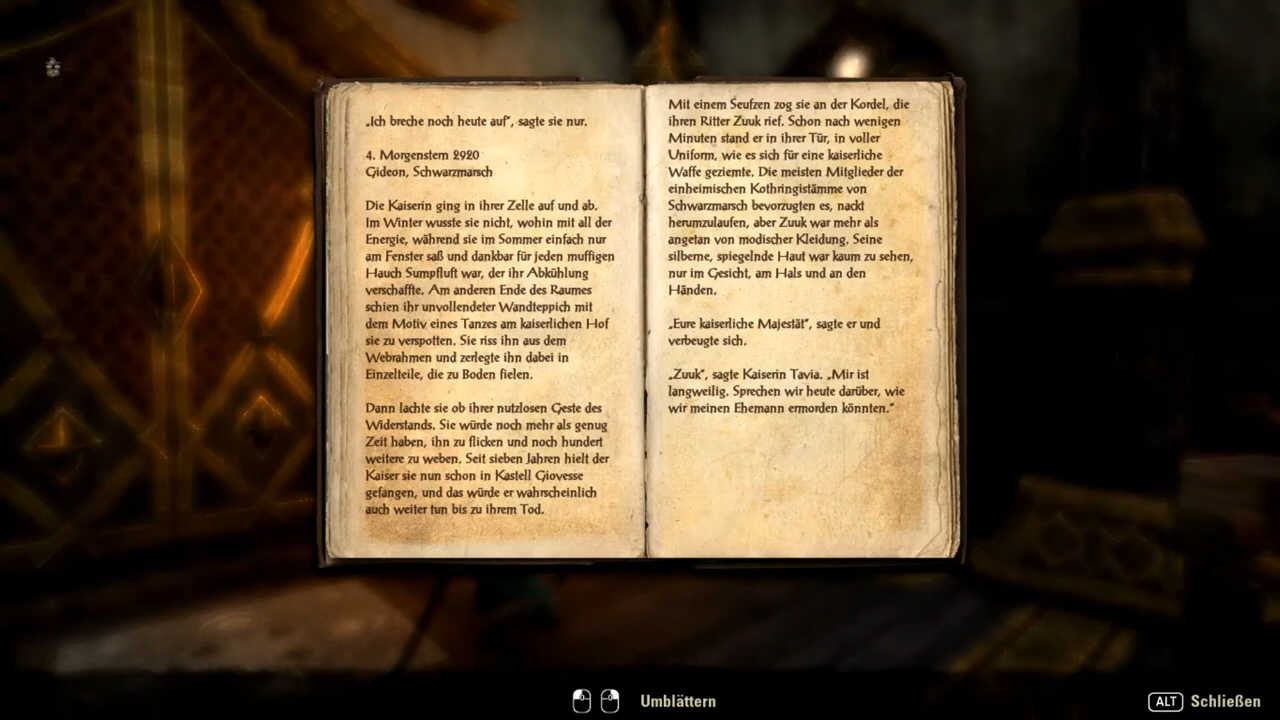 „Ich breche noch heute auf“, sagte sie nur.
4. Morgenstern 2920
Gideon, Schwarzmarsch
Die Kaiserin ging in ihrer Zelle auf und ab.
Im Winter wusste sie nicht, wohin mit all der
Energie, während sie im Sommer einfach nur
am Fenster saß und dankbar für jeden muffigen
Hauch Sumpfluft war, der ihr Abkühlung
verschaffte. Am anderen Ende des Raumes
schien ihr unvollendeter Wandteppich mit
dem Motiv eines Tanzes am kaiserlichen Hof
sie zu verspotten. Sie riss ihn aus dem
Webrahmen und zerlegte ihn dabei in
Einzelteile, die zu Boden fielen.
Dann lachte sie ob ihrer nutzlosen Geste des
Widerstands. Sie würde noch mehr als genug
Zeit haben, ihn zu flicken und noch hundert
weitere zu weben. Seit sieben Jahren hielt der
Kaiser sie nun schon in Kastell Giovesse
gefangen, und das würde er wahrscheinlich
auch weiter tun bis zu ihrem Tod.
Mit einem Seufzen zog sie an der Kordel, die
ihren Ritter Zuuk rief. Schon nach wenigen
Minuten stand er in ihrer Tür, in voller
Uniform, wie es sich für eine kaiserliche
Waffe geziemte. Die meisten Mitglieder der
einheimischen Kothringistämme von
Schwarzmarsch bevorzugten es, nackt
herumzulaufen, aber Zuuk war mehr als
angetan von modischer Kleidung. Seine
silberne, spiegelnde Haut war kaum zu sehen,
nur im Gesicht, am Hals und an den
Händen.
„Eure kaiserliche Majestät“, sagte er und
verbeugte sich.
„Zuuk“, sagte Kaiserin Tavia. „Mir ist
langweilig. Sprechen wir heute darüber, wie
wir meinen Ehemann ermorden könnten.“
Umblättern
ALT Schließen